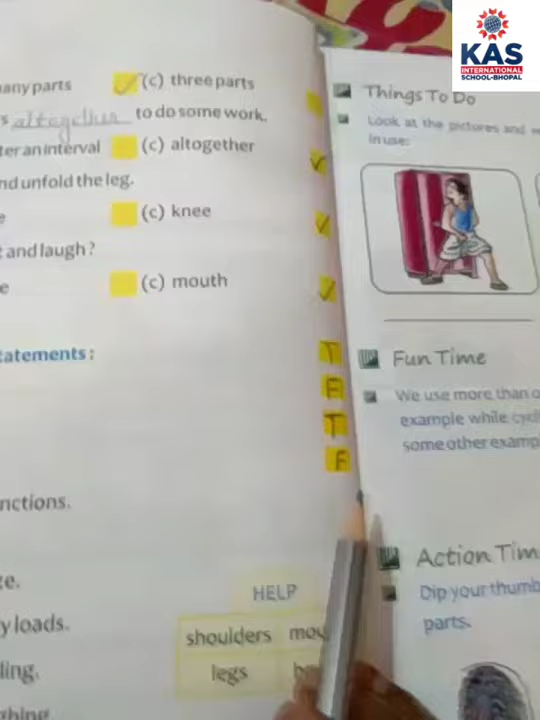 KAS
INTERNATIONAL
SCHOOL-BHOPAL
any parts (c) three parts
s altogether to do some work.
ter an interval (c) altogether
nd unfold the leg.
e (c) knee
t and laugh?
e (c) mouth
tatements:
T
F
T
F
nctions.
ge.
y loads.
ling.
ghing
HELP
shoulders mou
legs
Things To Do
Look at the pictures and w
in use:
Fun Time
We use more than o
example while cycl
some other examp
Action Tim
Dip your thumb
parts.